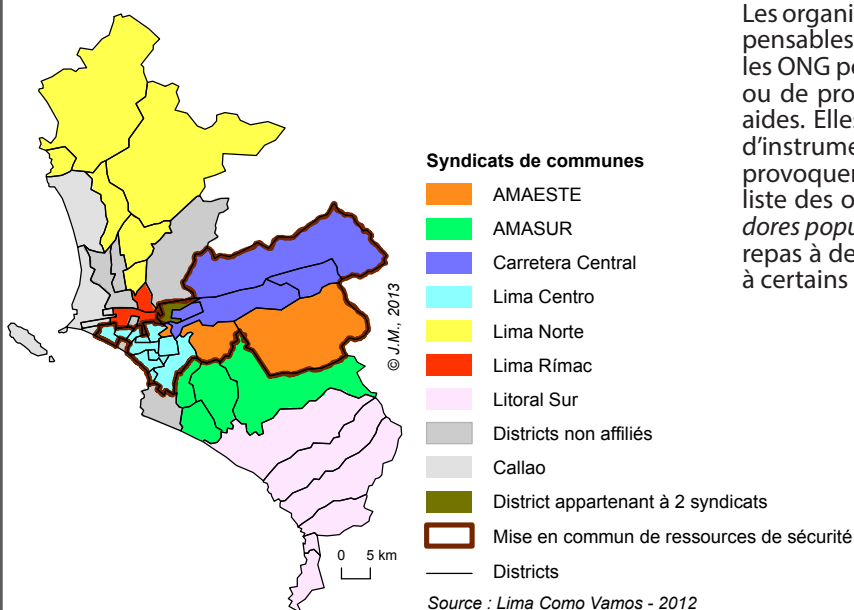 Syndicats de communes
AMAESTE
AMASUR
Carretera Central
Lima Centro
Lima Norte
Lima Rímac
Litoral Sur
Districts non affiliés
Callao
District appartenant à 2 syndicats
Mise en commun de ressources de sécurité
Districts
Source : Lima Como Vamos - 2012
0 5 km
© J.M., 2013
Les organi
pensables
les ONG p
ou de pro
aides. Elle
d'instrume
provoquer
liste des o
dores popu
repas à de
à certains